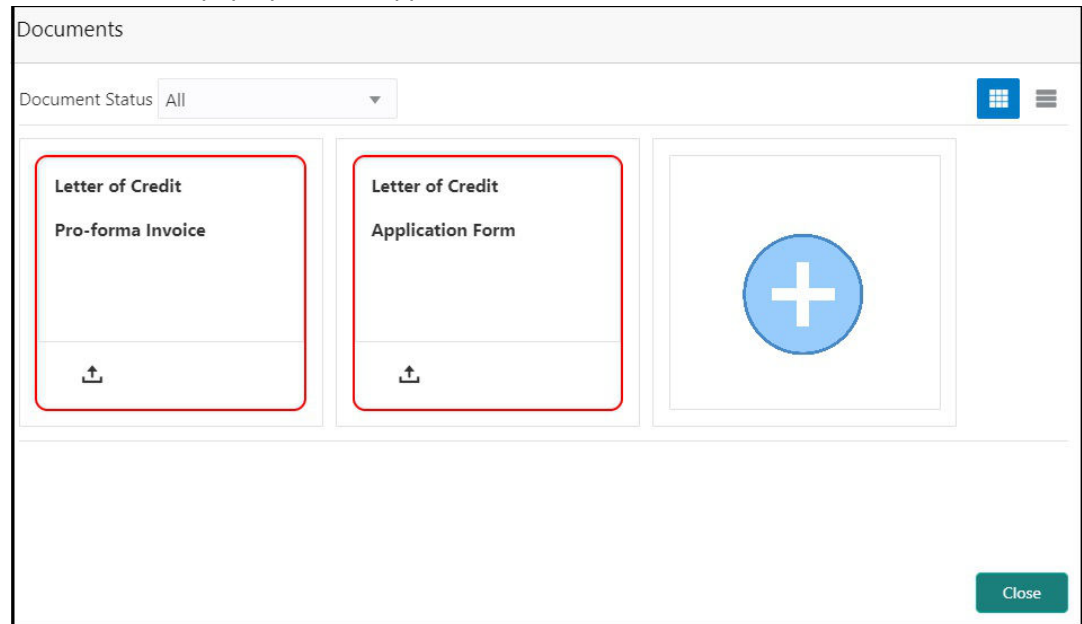 Documents
Document Status All
Letter of Credit
Pro-forma Invoice
Letter of Credit
Application Form
Close